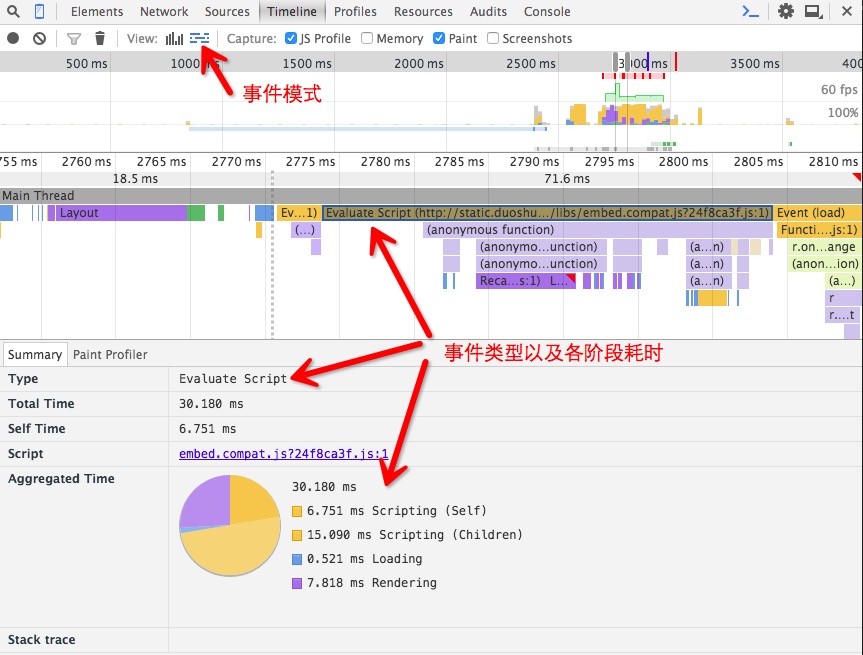 Elements Network Sources Timeline Profiles Resources Audits Console
View: Capture: JS Profile Memory Paint Screenshots
事件模式
500 ms 1000 ms 1500 ms 2000 ms 2500 ms 3000 ms 3500 ms 400
60 fps
100%
755 ms 2760 ms 2765 ms 2770 ms 2775 ms 2780 ms 2785 ms 2790 ms 2795 ms 2800 ms 2805 ms 2810 ms
18.5 ms 71.6 ms
Main Thread
Layout Ev...1) Evaluate Script (http://static.duoshu.../libs/embed.compat.js?24f8ca3f.js:1) Event (load)
(...) (anonymous function) Functi...js:1)
(anonymo...unction) (a...n) r.on...ange
(anonymo...unction) (a...n) (anon...ion)
Reca...s:1) L... (a...n) (a...)
r
r....t
事件类型以及各阶段耗时
Summary Paint Profiler
Type Evaluate Script
Total Time 30.180 ms
Self Time 6.751 ms
Script embed.compat.js?24f8ca3f.js:1
Aggregated Time
30.180 ms
6.751 ms Scripting (Self)
15.090 ms Scripting (Children)
0.521 ms Loading
7.818 ms Rendering
Stack trace